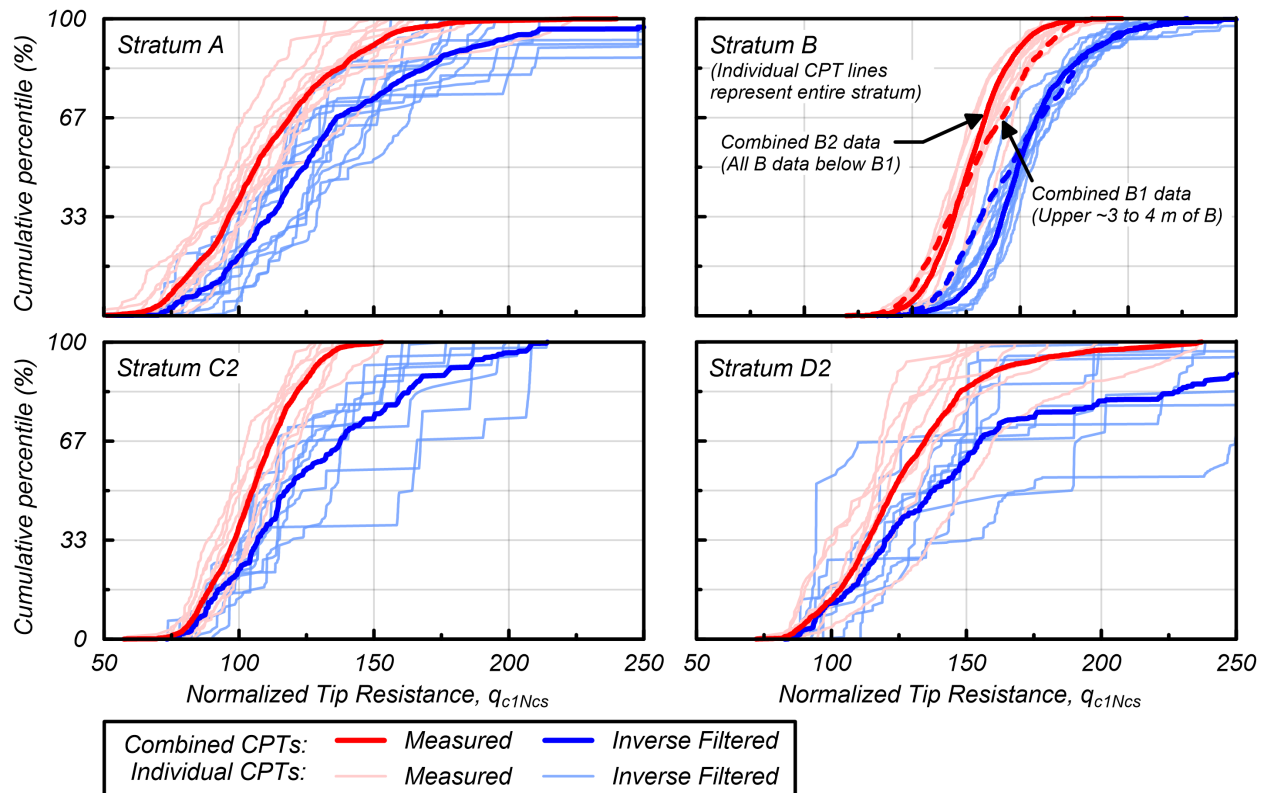 100
67
33
0
Cumulative percentile (%)
Stratum A
Stratum B
(Individual CPT lines
represent entire stratum)
Combined B2 data
(All B data below B1)
Combined B1 data
(Upper ~3 to 4 m of B)
100
67
33
0
Cumulative percentile (%)
Stratum C2
Stratum D2
50 100 150 200 250
50 100 150 200 250
Normalized Tip Resistance, qc1Ncs
Normalized Tip Resistance, qc1Ncs
Combined CPTs: Measured Inverse Filtered
Individual CPTs: Measured Inverse Filtered